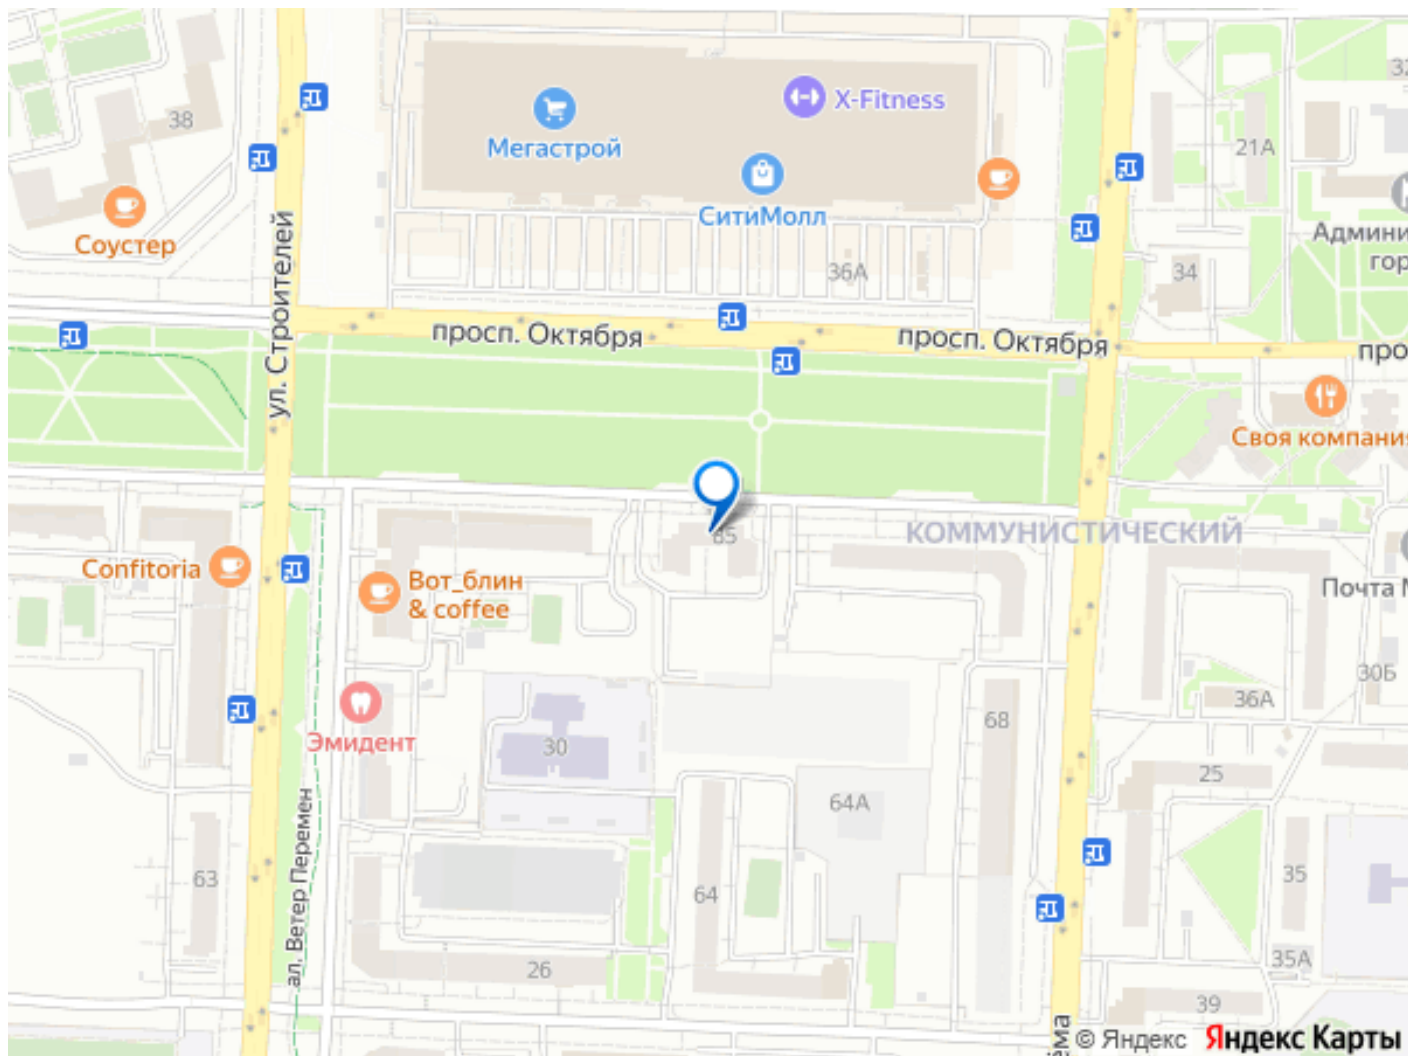 X-Fitness
Мегастрой
38
21А
СитиМолл
Соустер
Админи
гор
36А
34
ул. Строителей
просп. Октября
просп. Октября
про
Своя компания
65
КОММУНИСТИЧЕСКИЙ
Confitoria
Вот_блин
& coffee
Почта
30Б
36А
68
Эмидент
30
25
64А
ал. Ветер Перемен
63
64
35
26
35А
39
© Яндекс
Яндекс Карты